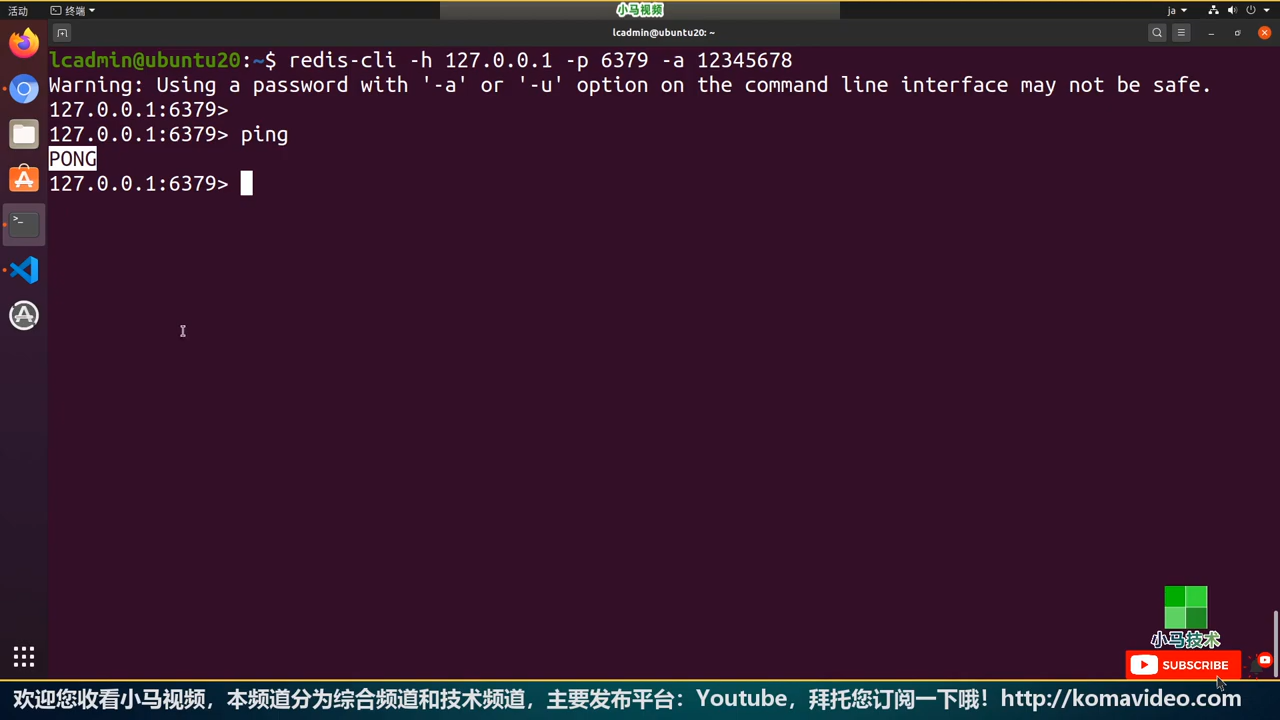 活动
终端
小马视频
ja
lcadmin@ubuntu20: ~
lcadmin@ubuntu20:~$ redis-cli -h 127.0.0.1 -p 6379 -a 12345678
Warning: Using a password with '-a' or '-u' option on the command line interface may not be safe.
127.0.0.1:6379>
127.0.0.1:6379> ping
PONG
127.0.0.1:6379>
小马技术
SUBSCRIBE
欢迎您收看小马视频，本频道分为综合频道和技术频道，主要发布平台：Youtube，拜托您订阅一下哦！http://komavideo.com